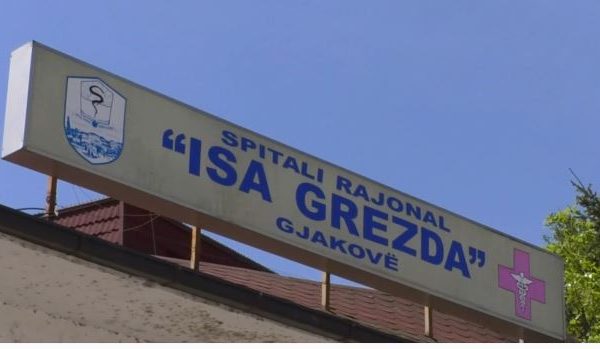 SPITALI RAJONAL
“ISA GREZDA”
GJAKOVË